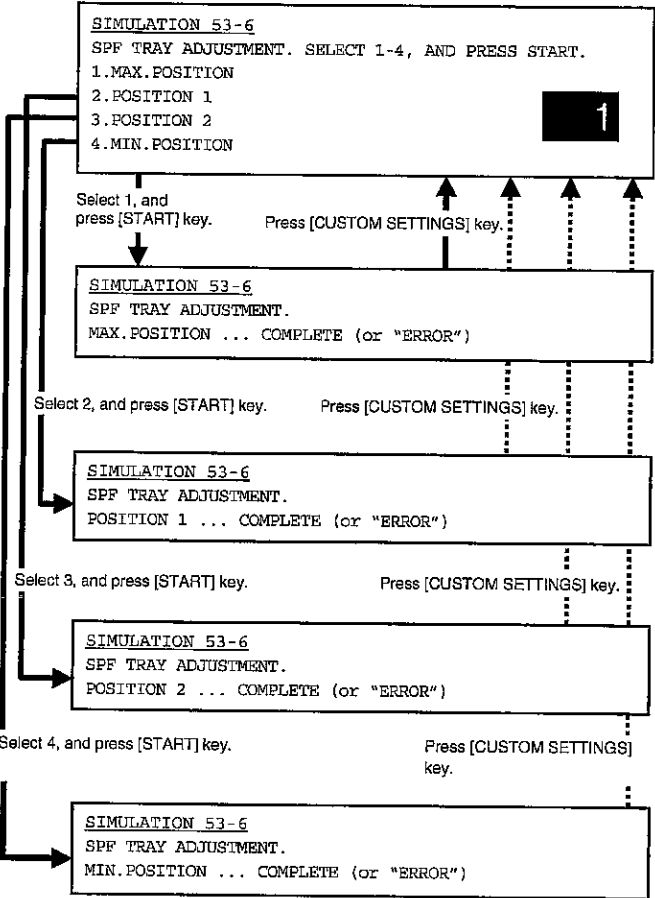 SIMULATION 53-6
SPF TRAY ADJUSTMENT. SELECT 1-4, AND PRESS START.
1.MAX.POSITION
2.POSITION 1
3.POSITION 2
4.MIN.POSITION
1
Select 1, and
press [START] key.
Press [CUSTOM SETTINGS] key.
SIMULATION 53-6
SPF TRAY ADJUSTMENT.
MAX.POSITION ... COMPLETE (or "ERROR")
Select 2, and press [START] key.
Press [CUSTOM SETTINGS] key.
SIMULATION 53-6
SPF TRAY ADJUSTMENT.
POSITION 1 ... COMPLETE (or "ERROR")
Select 3, and press [START] key.
Press [CUSTOM SETTINGS] key.
SIMULATION 53-6
SPF TRAY ADJUSTMENT.
POSITION 2 ... COMPLETE (or "ERROR")
Select 4, and press [START] key.
Press [CUSTOM SETTINGS]
key.
SIMULATION 53-6
SPF TRAY ADJUSTMENT.
MIN.POSITION ... COMPLETE (or "ERROR")